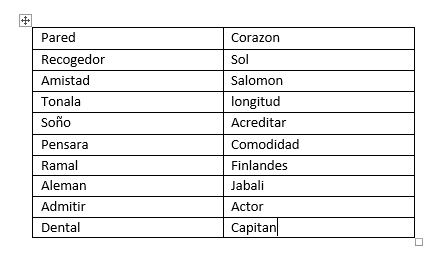 Pared Corazon
Recogedor Sol
Amistad Salomon
Tonala longitud
Soño Acreditar
Pensara Comodidad
Ramal Finlandes
Aleman Jabali
Admitir Actor
Dental Capitan